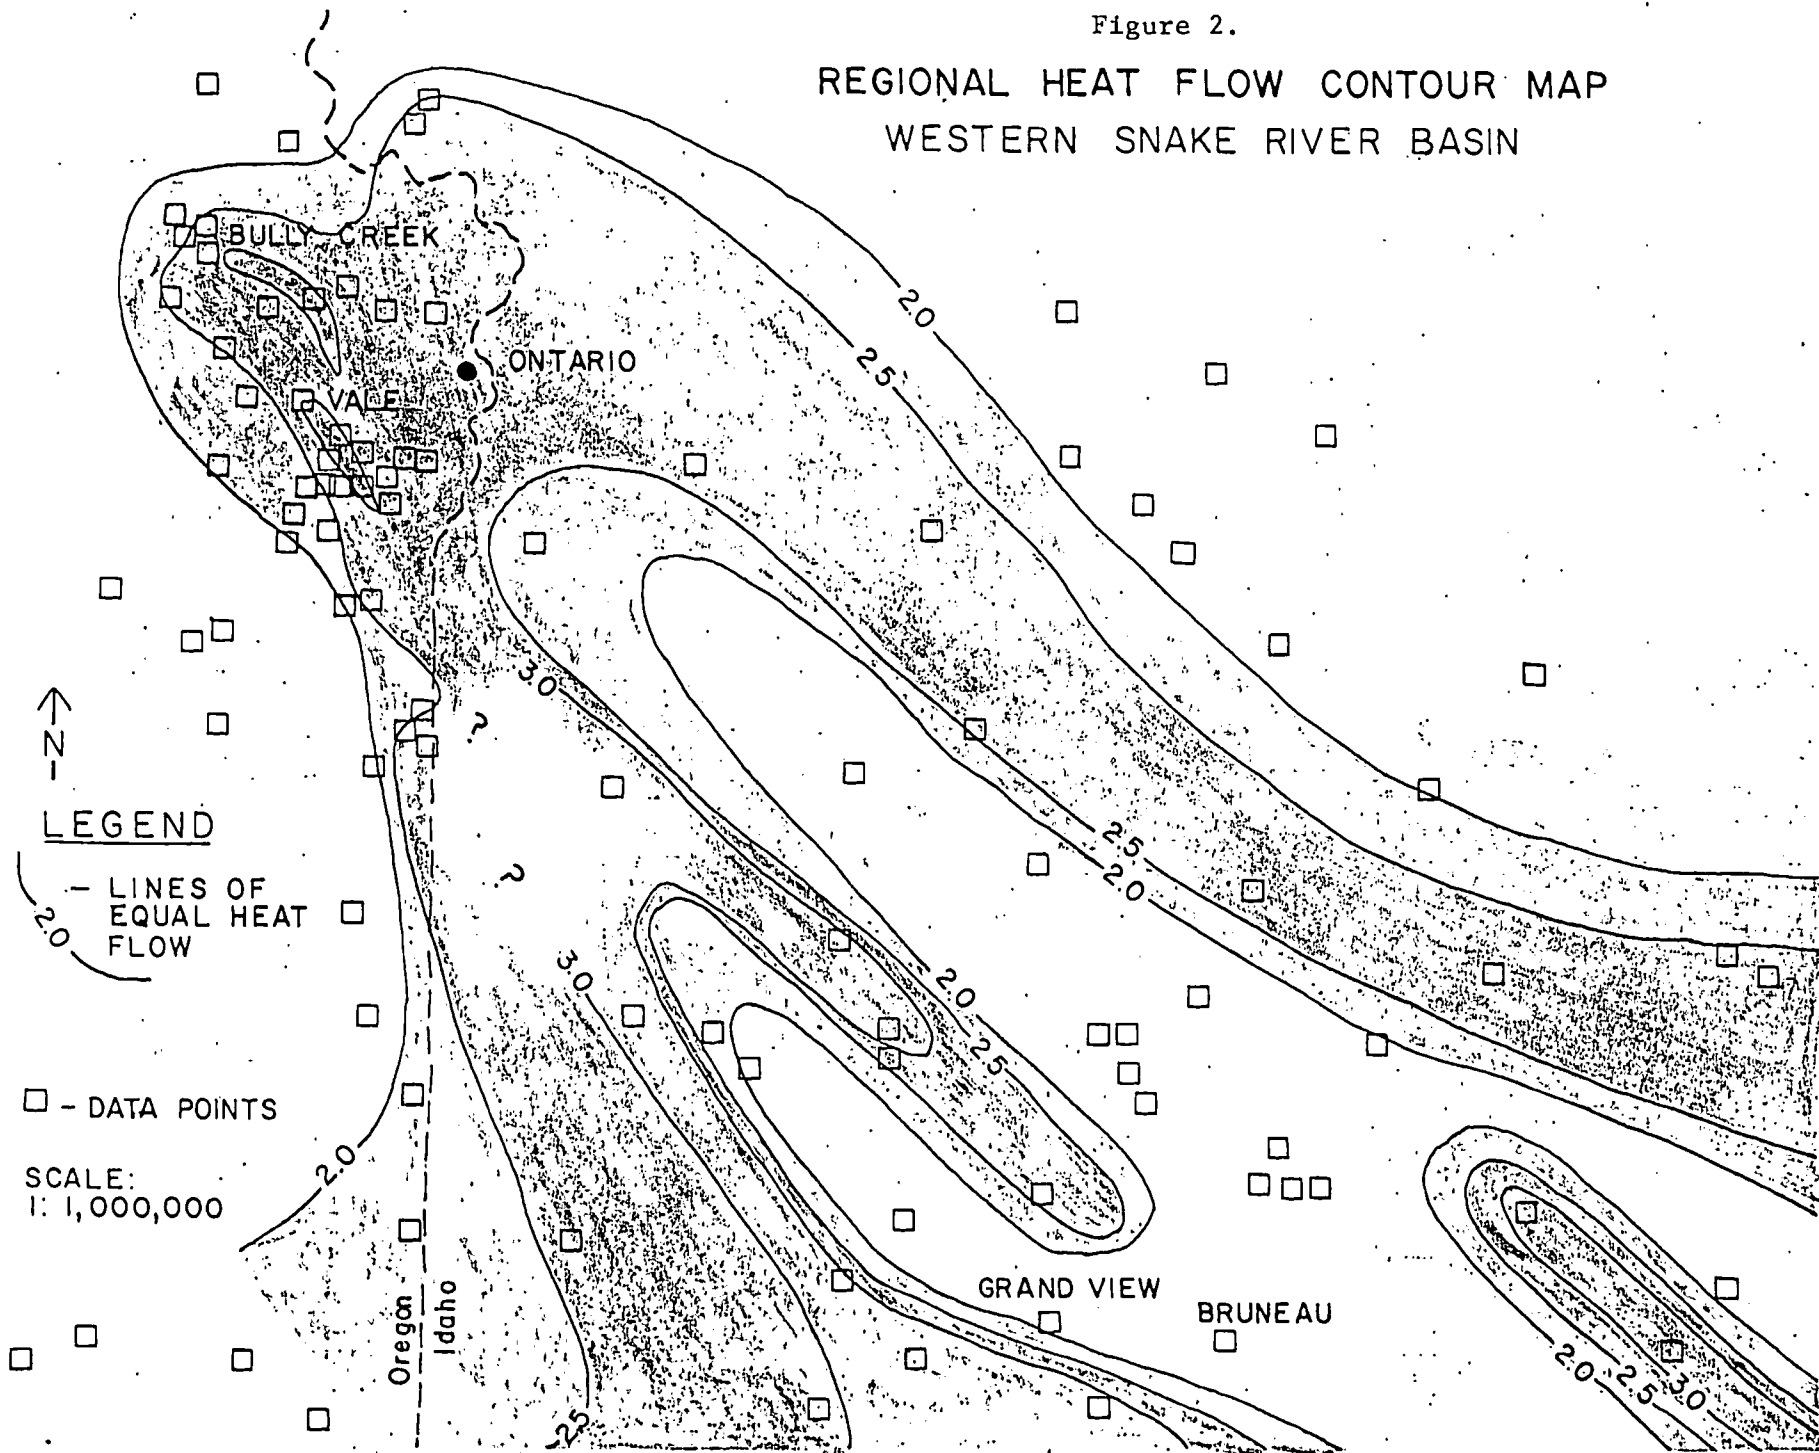 Figure 2.
REGIONAL HEAT FLOW CONTOUR MAP
WESTERN SNAKE RIVER BASIN
BULLY CREEK
2.0
2.5
ONTARIO
VALE
3.0
?
N
LEGEND
2.0
- LINES OF
EQUAL HEAT
FLOW
2.5
2.0
?
3.0
2.0
2.5
□ - DATA POINTS
2.0
SCALE:
1: 1,000,000
Oregon
Idaho
GRAND VIEW
BRUNEAU
2.0
2.5
3.0
2.5